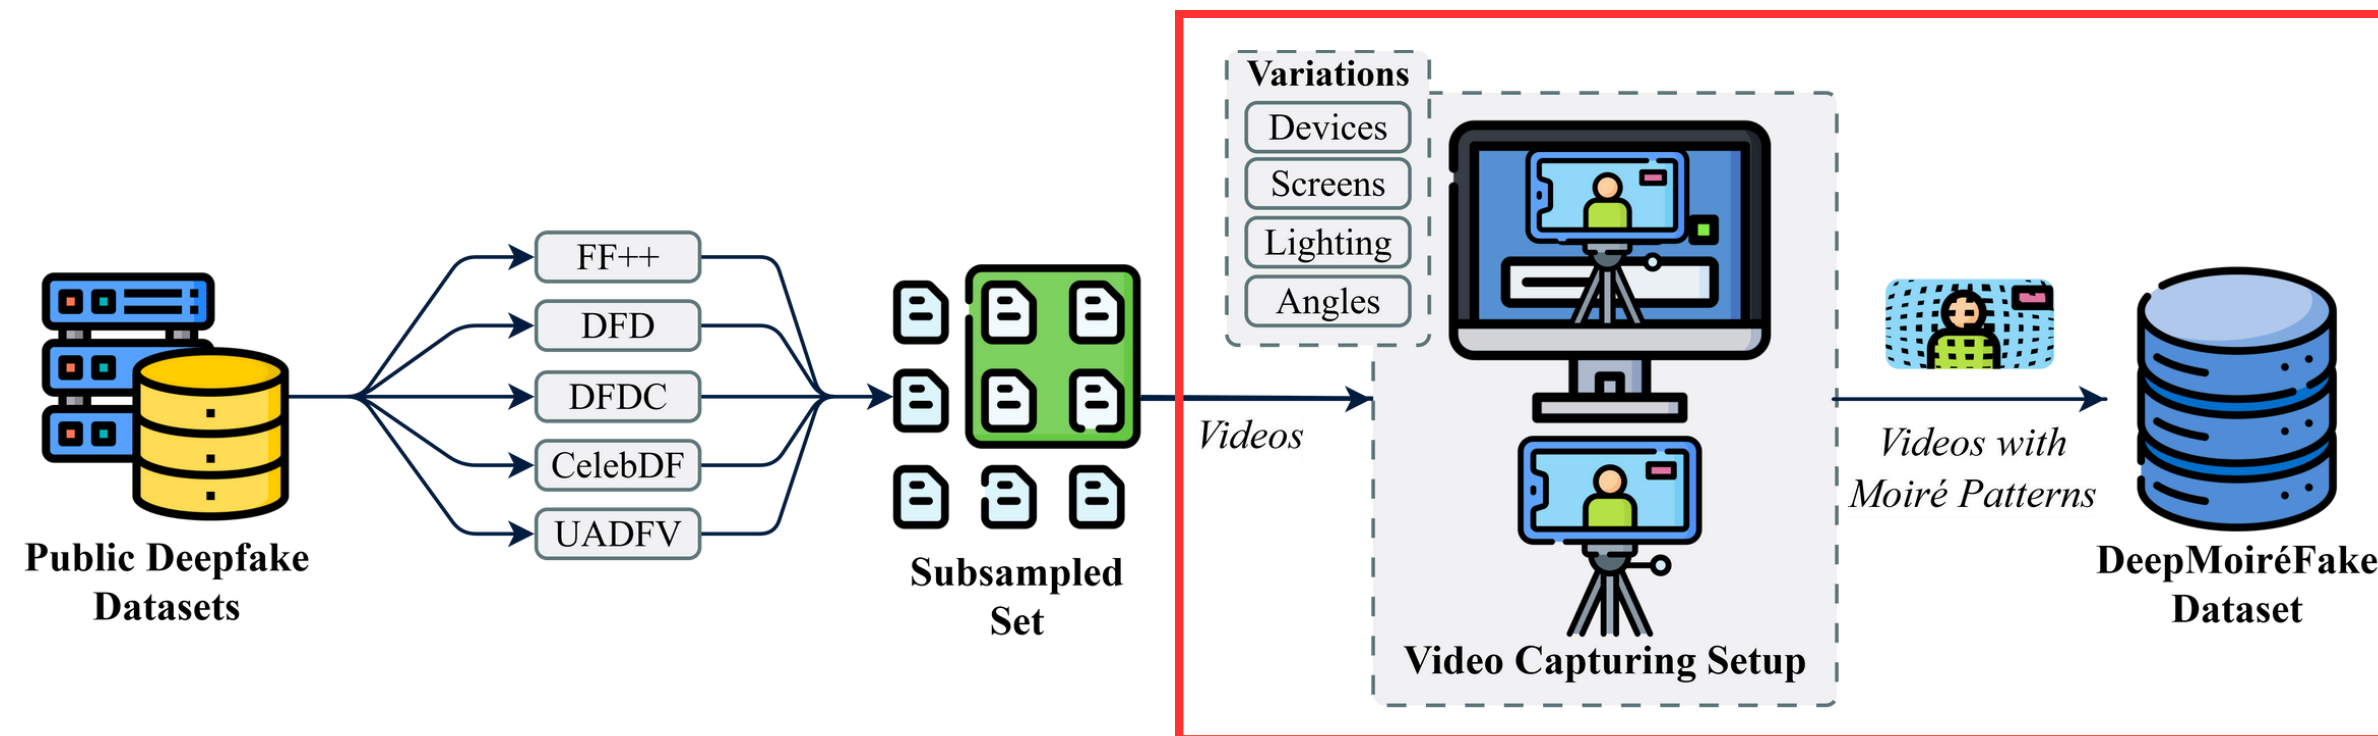 Public Deepfake
Datasets
FF++
DFD
DFDC
CelebDF
UADFV
Subsampled
Set
Videos
Variations
Devices
Screens
Lighting
Angles
Video Capturing Setup
Videos with
Moiré Patterns
DeepMoiréFake
Dataset